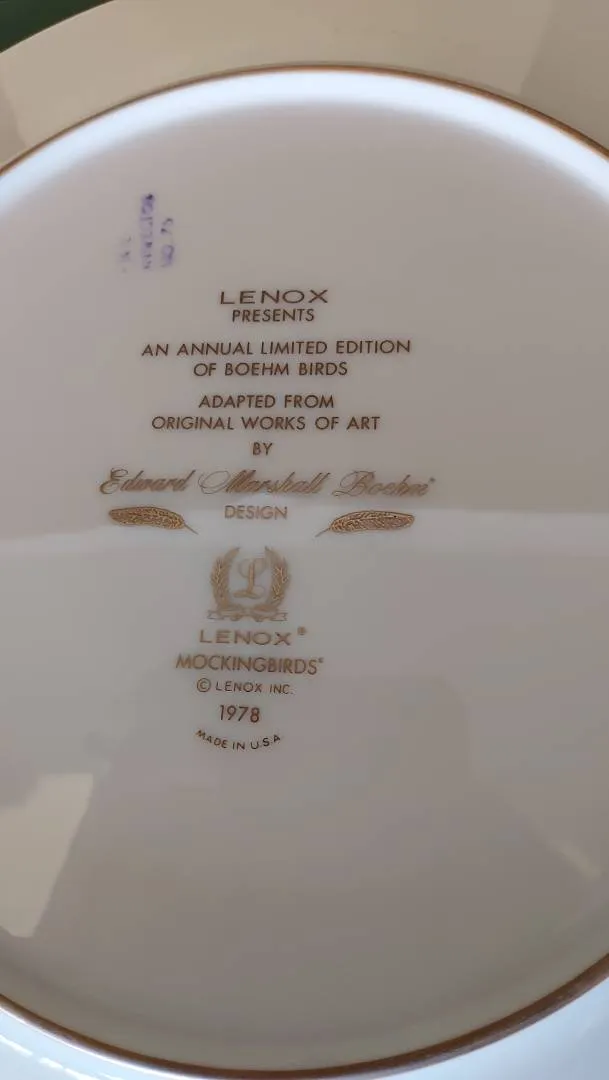 LENOX
PRESENTS
AN ANNUAL LIMITED EDITION
OF BOEHM BIRDS
ADAPTED FROM
ORIGINAL WORKS OF ART
BY
Edward Marshall Boehm®
DESIGN
L
LENOX®
MOCKINGBIRDS®
© LENOX INC.
1978
MADE IN U.S.A.